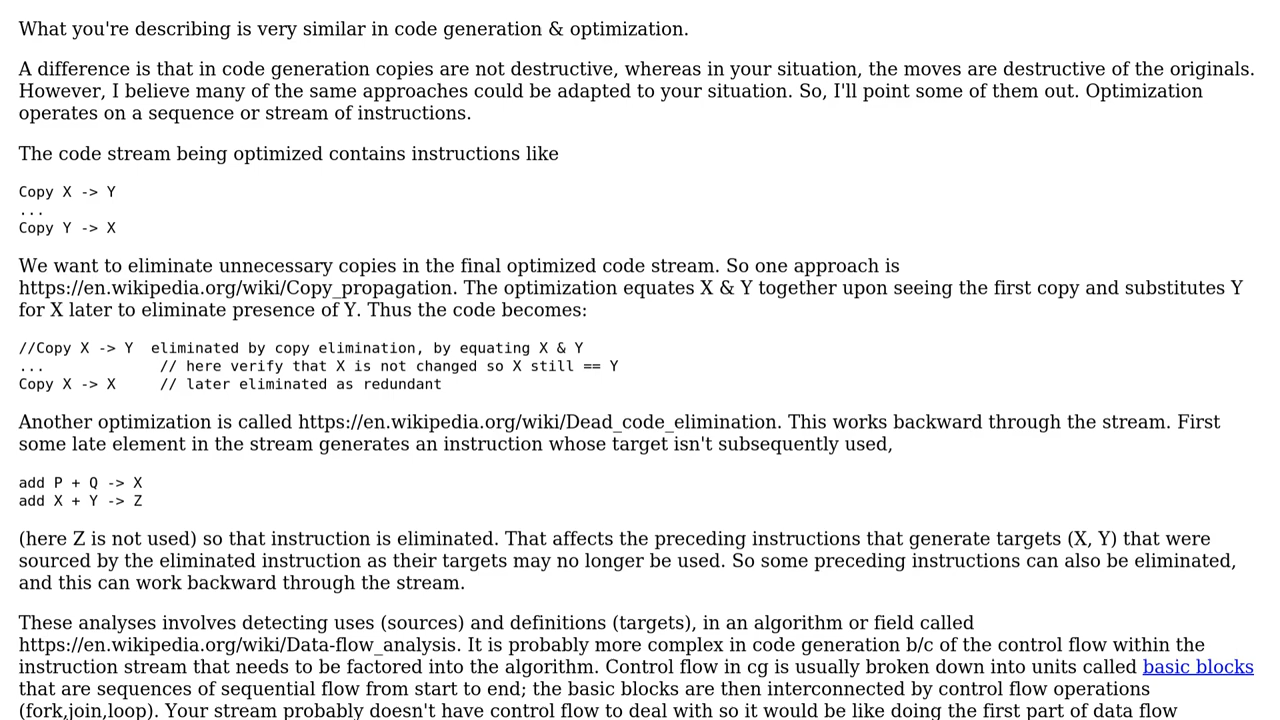 What you're describing is very similar in code generation & optimization.
A difference is that in code generation copies are not destructive, whereas in your situation, the moves are destructive of the originals.
However, I believe many of the same approaches could be adapted to your situation. So, I'll point some of them out. Optimization
operates on a sequence or stream of instructions.
The code stream being optimized contains instructions like
Copy X -> Y
...
Copy Y -> X
We want to eliminate unnecessary copies in the final optimized code stream. So one approach is
https://en.wikipedia.org/wiki/Copy_propagation. The optimization equates X & Y together upon seeing the first copy and substitutes Y
for X later to eliminate presence of Y. Thus the code becomes:
//Copy X -> Y  eliminated by copy elimination, by equating X & Y
...             // here verify that X is not changed so X still == Y
Copy X -> X     // later eliminated as redundant
Another optimization is called https://en.wikipedia.org/wiki/Dead_code_elimination. This works backward through the stream. First
some late element in the stream generates an instruction whose target isn't subsequently used,
add P + Q -> X
add X + Y -> Z
(here Z is not used) so that instruction is eliminated. That affects the preceding instructions that generate targets (X, Y) that were
sourced by the eliminated instruction as their targets may no longer be used. So some preceding instructions can also be eliminated,
and this can work backward through the stream.
These analyses involves detecting uses (sources) and definitions (targets), in an algorithm or field called
https://en.wikipedia.org/wiki/Data-flow_analysis. It is probably more complex in code generation b/c of the control flow within the
instruction stream that needs to be factored into the algorithm. Control flow in cg is usually broken down into units called basic blocks
that are sequences of sequential flow from start to end; the basic blocks are then interconnected by control flow operations
(fork,join,loop). Your stream probably doesn't have control flow to deal with so it would be like doing the first part of data flow